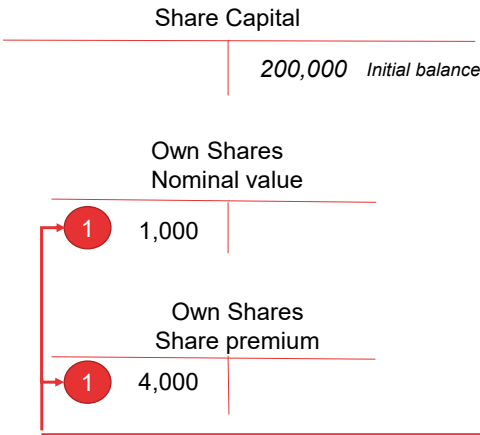 Share Capital
200,000 Initial balance
Own Shares
Nominal value
1 1,000
Own Shares
Share premium
1 4,000